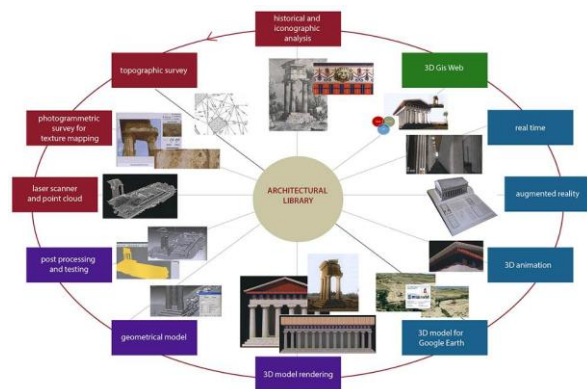 historical and iconographic
analysis
topographic survey
3D Gis Web
photogrammetric
survey for
texture mapping
real time
laser scanner
and point cloud
ARCHITECTURAL
LIBRARY
augmented reality
post processing
and testing
3D animation
geometrical model
3D model for
Google Earth
3D model rendering